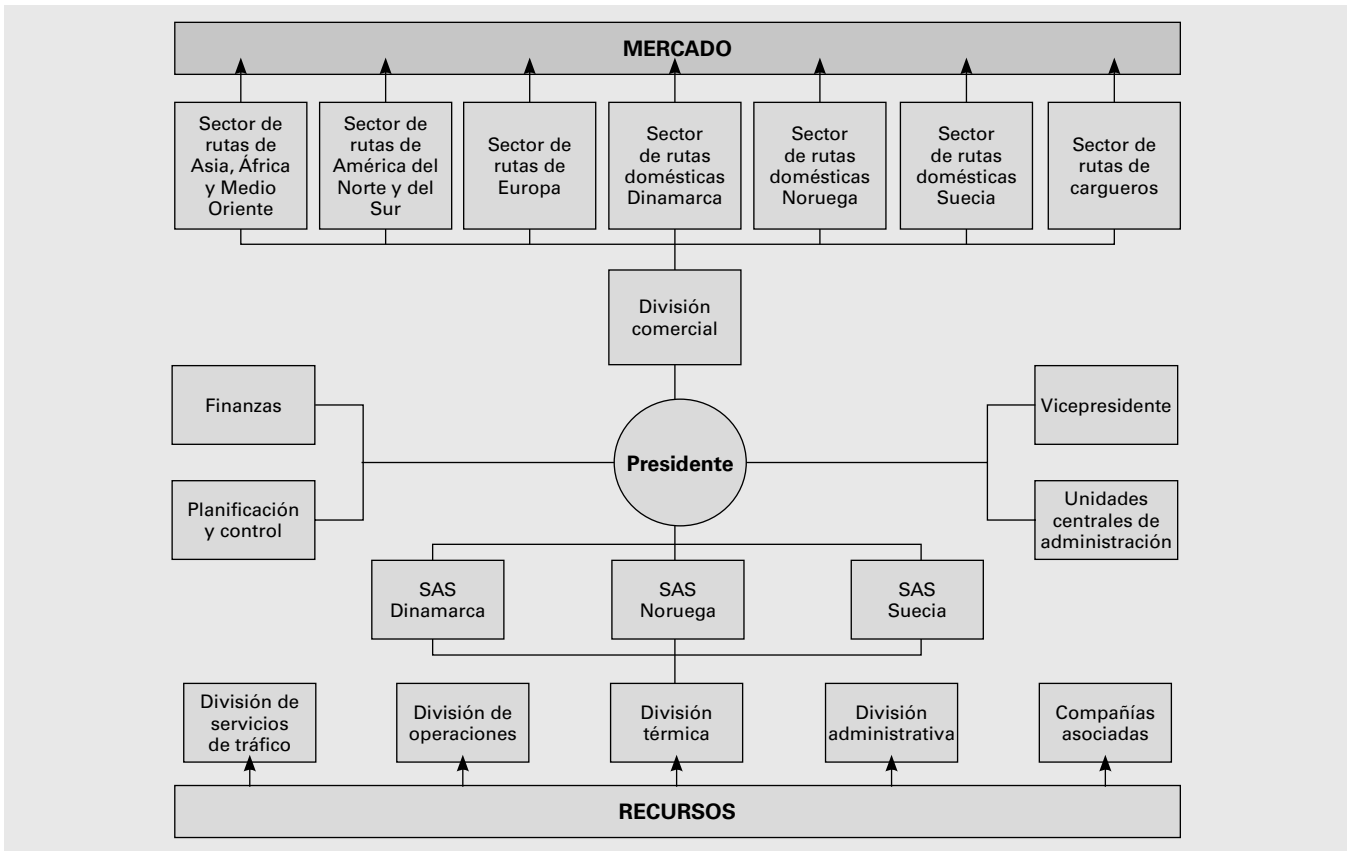 MERCADO
Sector de
rutas de
Asia, África
y Medio
Oriente
Sector de
rutas de
América del
Norte y del
Sur
Sector de
rutas de
Europa
Sector
de rutas
domésticas
Dinamarca
Sector
de rutas
domésticas
Noruega
Sector
de rutas
domésticas
Suecia
Sector de
rutas de
cargueros
División
comercial
Finanzas
Vicepresidente
Presidente
Planificación
y control
Unidades
centrales de
administración
SAS
Dinamarca
SAS
Noruega
SAS
Suecia
División de
servicios
de tráfico
División de
operaciones
División
térmica
División
administrativa
Compañías
asociadas
RECURSOS